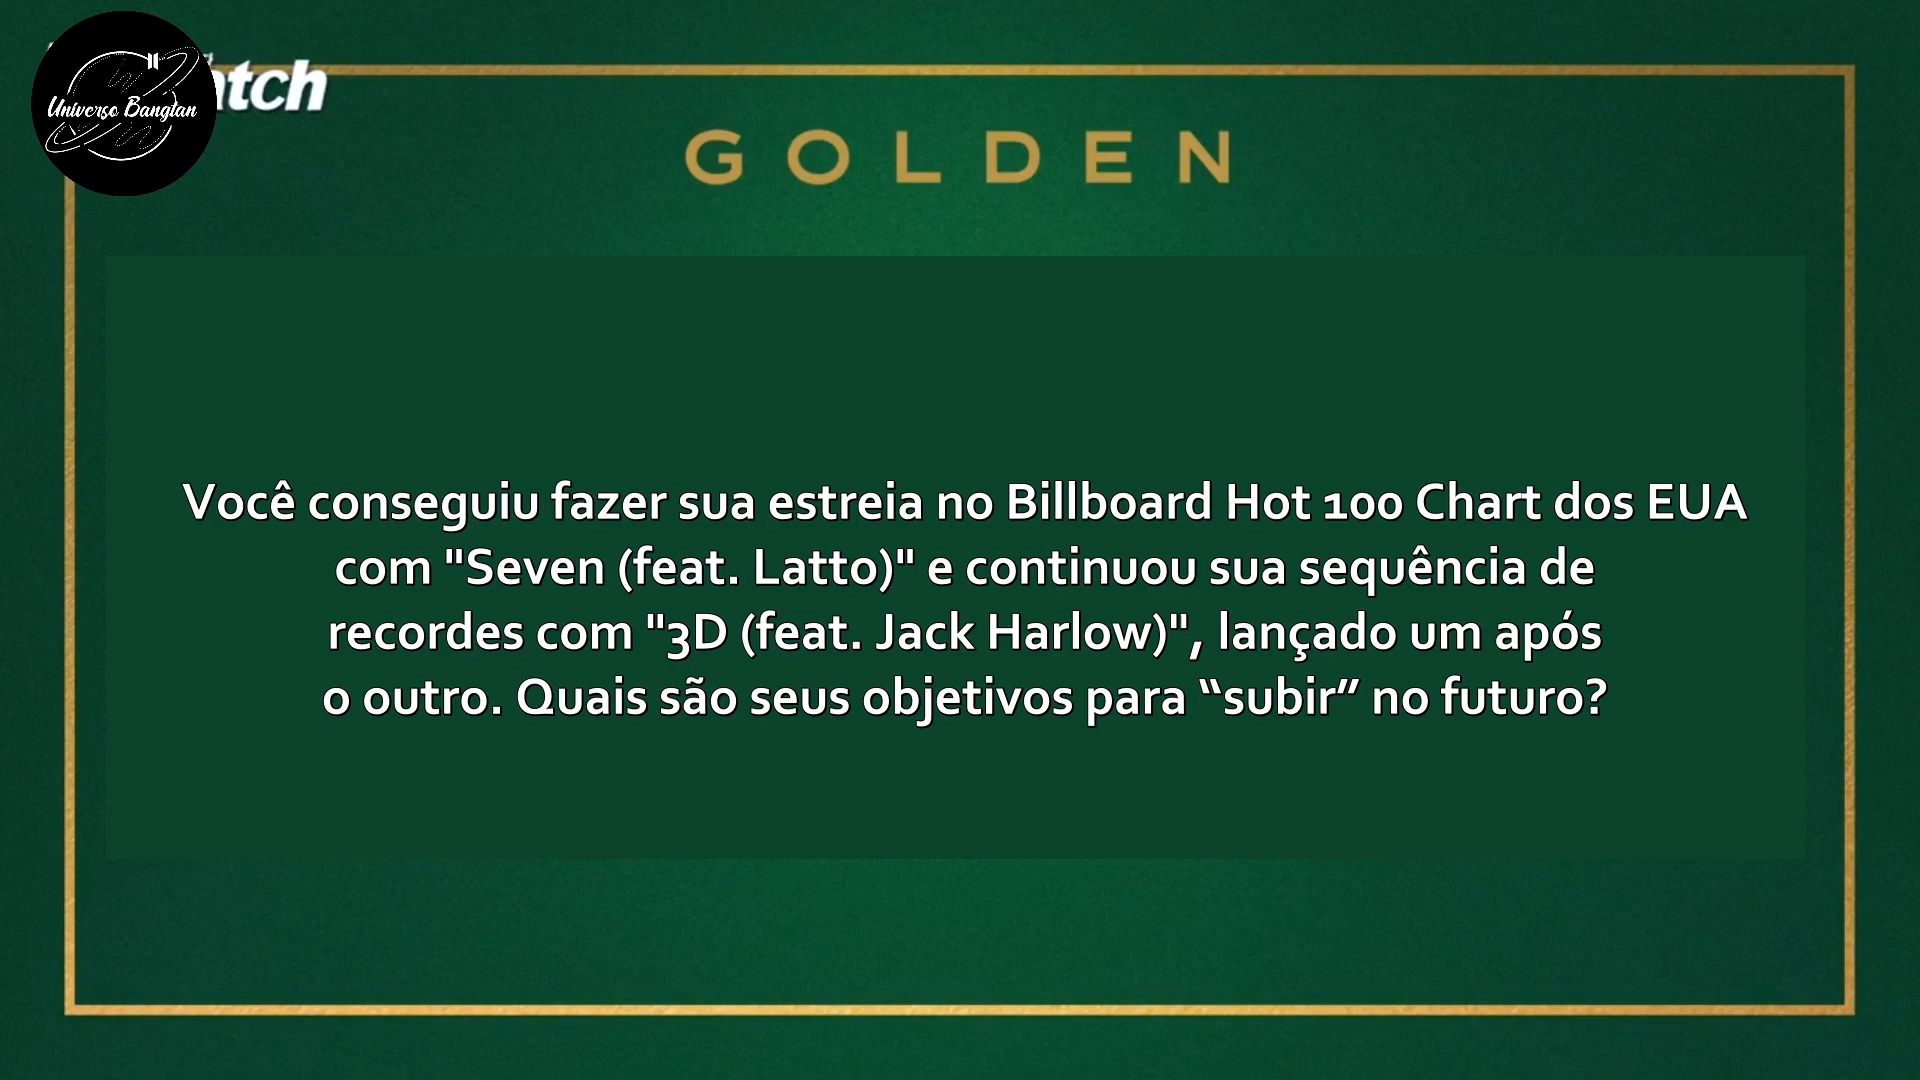 Universo Bangtan
atch
GOLDEN
Você conseguiu fazer sua estreia no Billboard Hot 100 Chart dos EUA
com "Seven (feat. Latto)" e continuou sua sequência de
recordes com "3D (feat. Jack Harlow)", lançado um após
o outro. Quais são seus objetivos para “subir” no futuro?